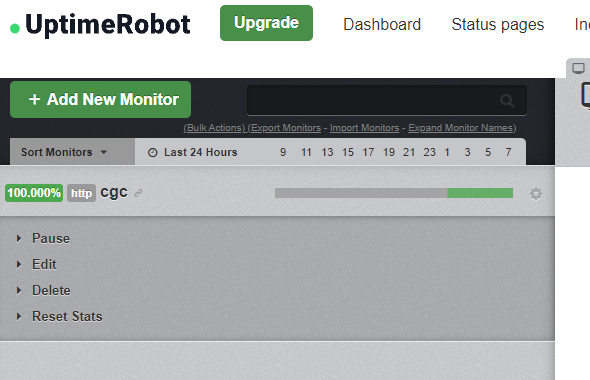 UptimeRobot Upgrade Dashboard Status pages In
+ Add New Monitor
(Bulk Actions) (Export Monitors - Import Monitors - Expand Monitor Names)
Sort Monitors Last 24 Hours 9 11 13 15 17 19 21 23 1 3 5 7
100.000% http cgc
Pause
Edit
Delete
Reset Stats